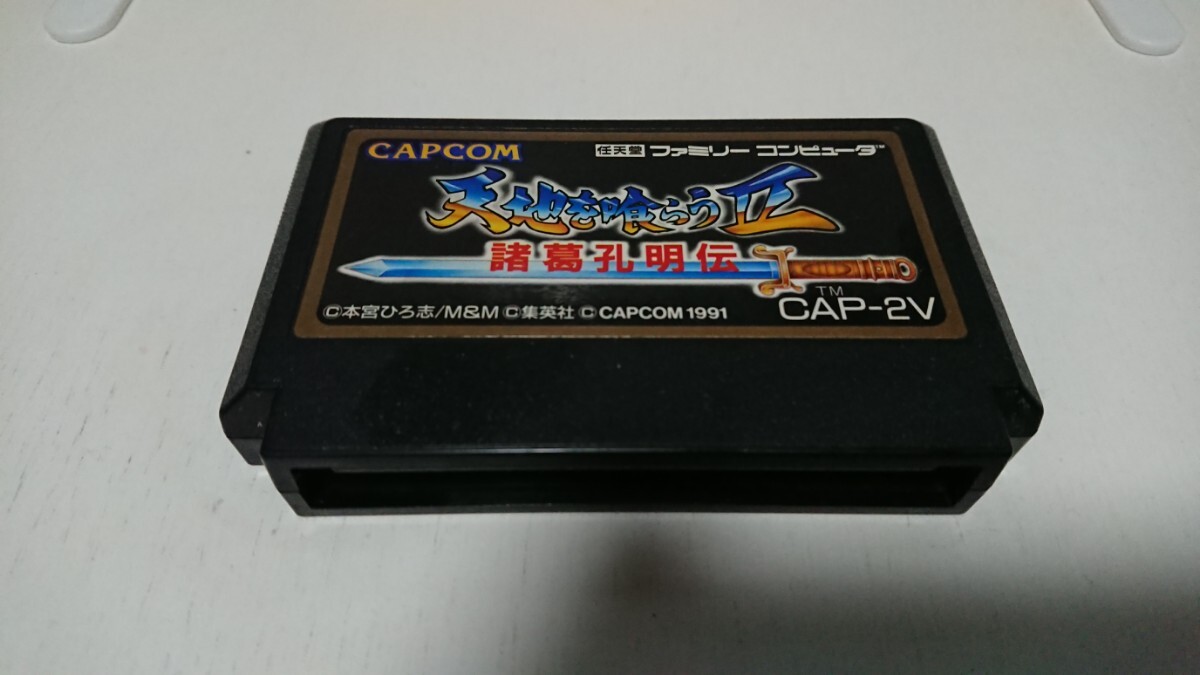 CAPCOM
任天堂 ファミリー コンピュータ™
天地を喰らうII
諸葛孔明伝
TM
CAP-2V
©本宮ひろ志/M&M ©集英社 © CAPCOM 1991